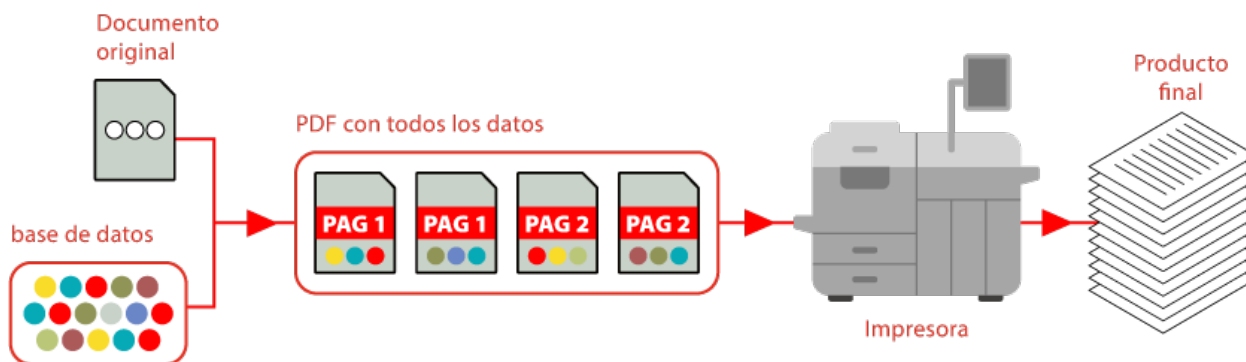 Documento
original
base de datos
PDF con todos los datos
PAG 1
PAG 1
PAG 2
PAG 2
Impresora
Producto
final